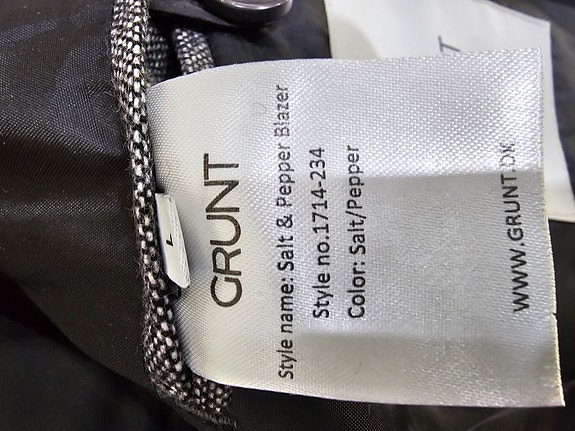 GRUNT
Style name: Salt & Pepper Blazer
Style no.1714-234
Color: Salt/Pepper
WWW.GRUNT.DK